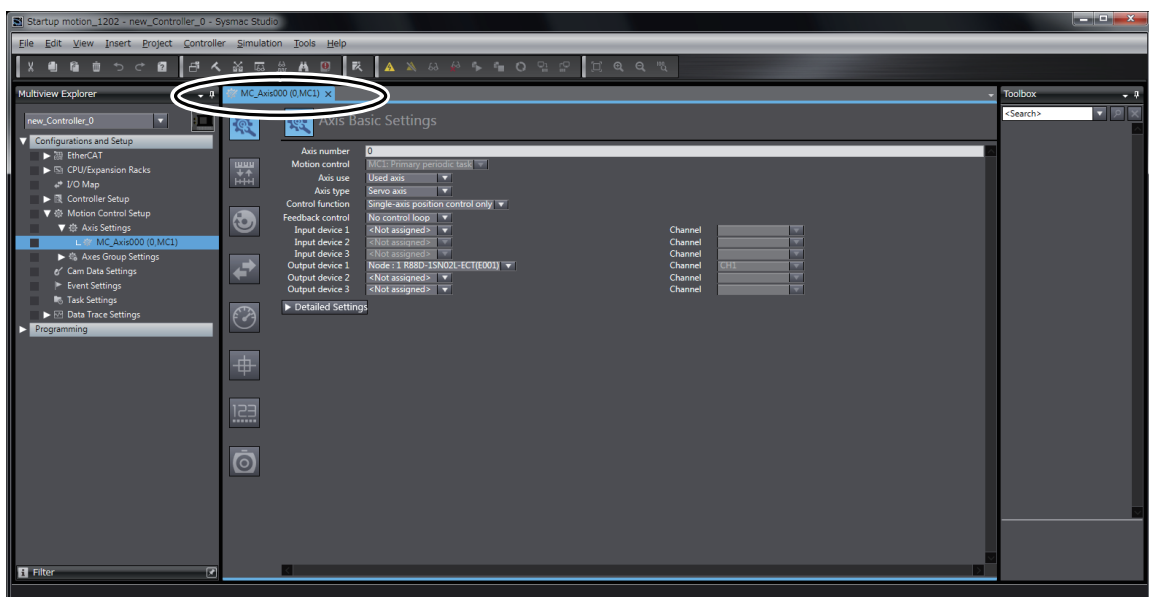 Startup motion_1202 - new_Controller_0 - Sysmac Studio
File Edit View Insert Project Controller Simulation Tools Help
Multiview Explorer
MC_Axis000 (0,MC1)
Toolbox
new_Controller_0
Axis Basic Settings
<Search>
Configurations and Setup
EtherCAT
CPU/Expansion Racks
I/O Map
Controller Setup
Motion Control Setup
Axis Settings
MC_Axis000 (0,MC1)
Axes Group Settings
Cam Data Settings
Event Settings
Task Settings
Data Trace Settings
Programming
Axis number 0
Motion control MC1: Primary periodic task
Axis use Used axis
Axis type Servo axis
Control function Single-axis position control only
Feedback control No control loop
Input device 1 <Not assigned> Channel
Input device 2 <Not assigned> Channel
Input device 3 <Not assigned> Channel
Output device 1 Node : 1 R88D-1SN02L-ECT(E001) Channel CH1
Output device 2 <Not assigned> Channel
Output device 3 <Not assigned> Channel
Detailed Settings
123
Filter